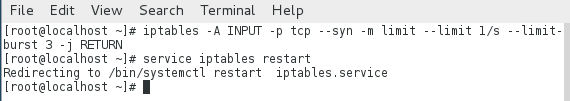 File Edit View Search Terminal Help
[root@localhost ~]# iptables -A INPUT -p tcp --syn -m limit --limit 1/s --limit-
burst 3 -j RETURN
[root@localhost ~]# service iptables restart
Redirecting to /bin/systemctl restart  iptables.service
[root@localhost ~]#